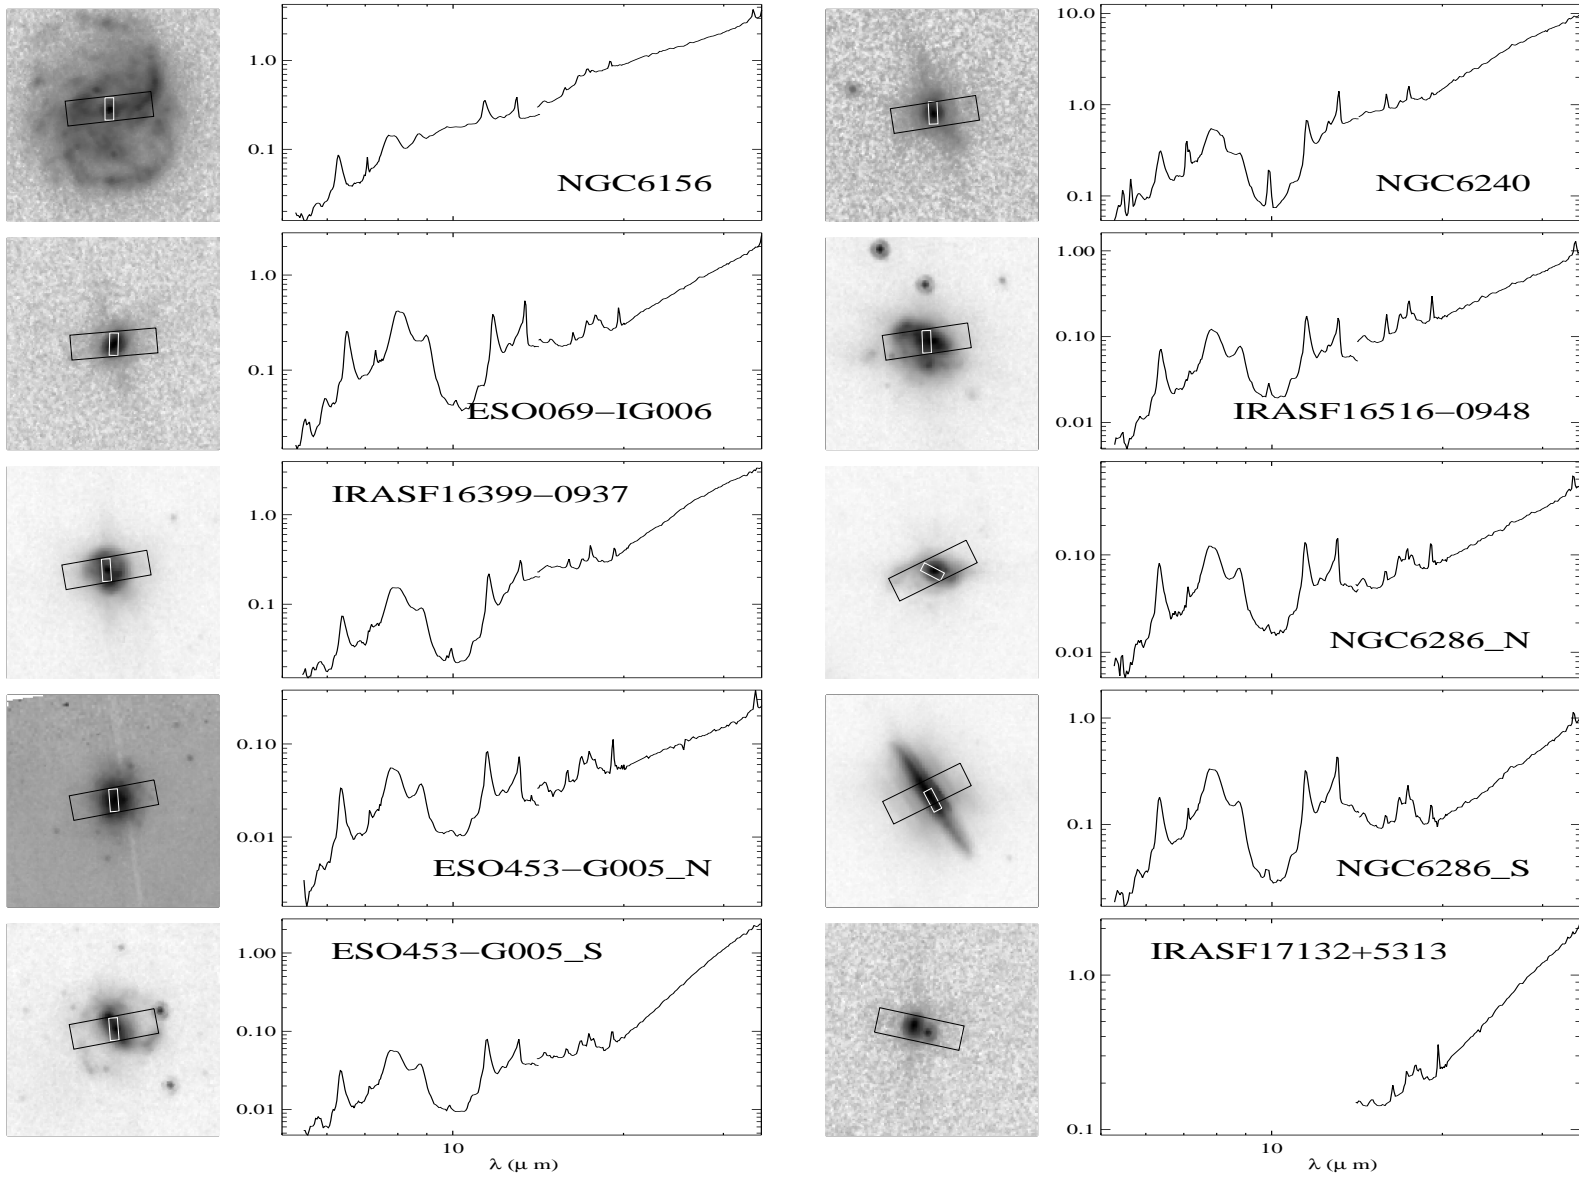 1.0
0.1
NGC6156
10.0
1.0
0.1
NGC6240
1.0
0.1
ESO069−IG006
1.00
0.10
0.01
IRASF16516−0948
IRASF16399−0937
1.0
0.1
0.10
0.01
NGC6286_N
0.10
0.01
ESO453−G005_N
1.0
0.1
NGC6286_S
ESO453−G005_S
1.00
0.10
0.01
10
λ (μ m)
IRASF17132+5313
1.0
0.1
10
λ (μ m)